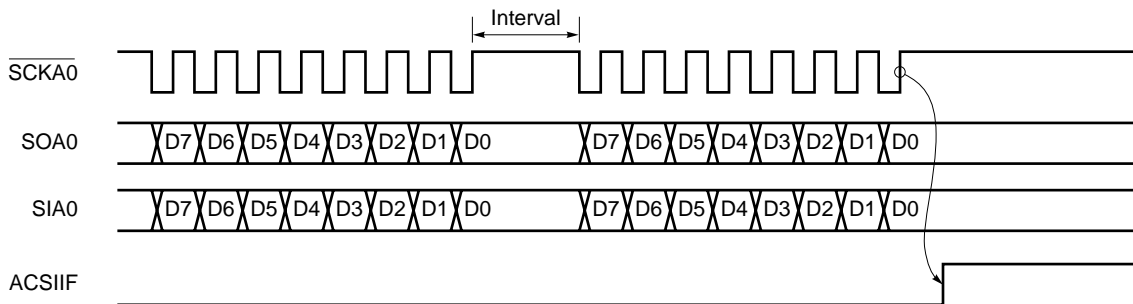 Interval
SCKA0
SOA0 D7 D6 D5 D4 D3 D2 D1 D0 D7 D6 D5 D4 D3 D2 D1 D0
SIA0 D7 D6 D5 D4 D3 D2 D1 D0 D7 D6 D5 D4 D3 D2 D1 D0
ACSIIF